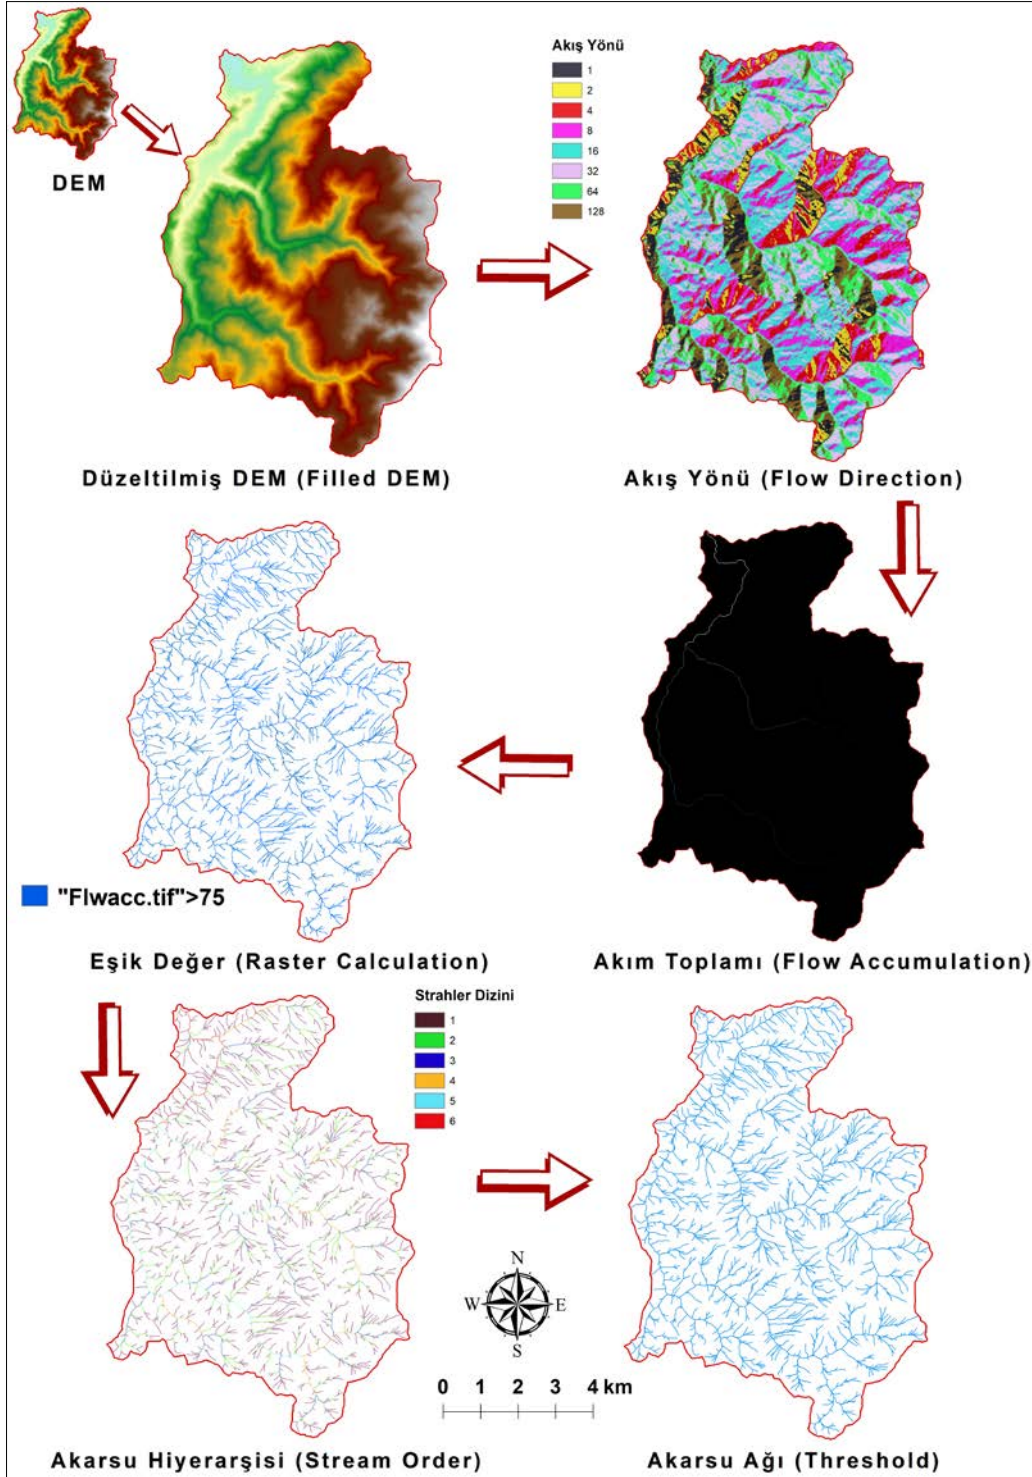 DEM
Akış Yönü
1
2
4
8
16
32
64
128
Düzeltilmiş DEM (Filled DEM)
Akış Yönü (Flow Direction)
"Flwacc.tif">75
Eşik Değer (Raster Calculation)
Akım Toplamı (Flow Accumulation)
Strahler Dizini
1
2
3
4
5
6
N
W E
S
0 1 2 3 4 km
Akarsu Hiyerarşisi (Stream Order)
Akarsu Ağı (Threshold)